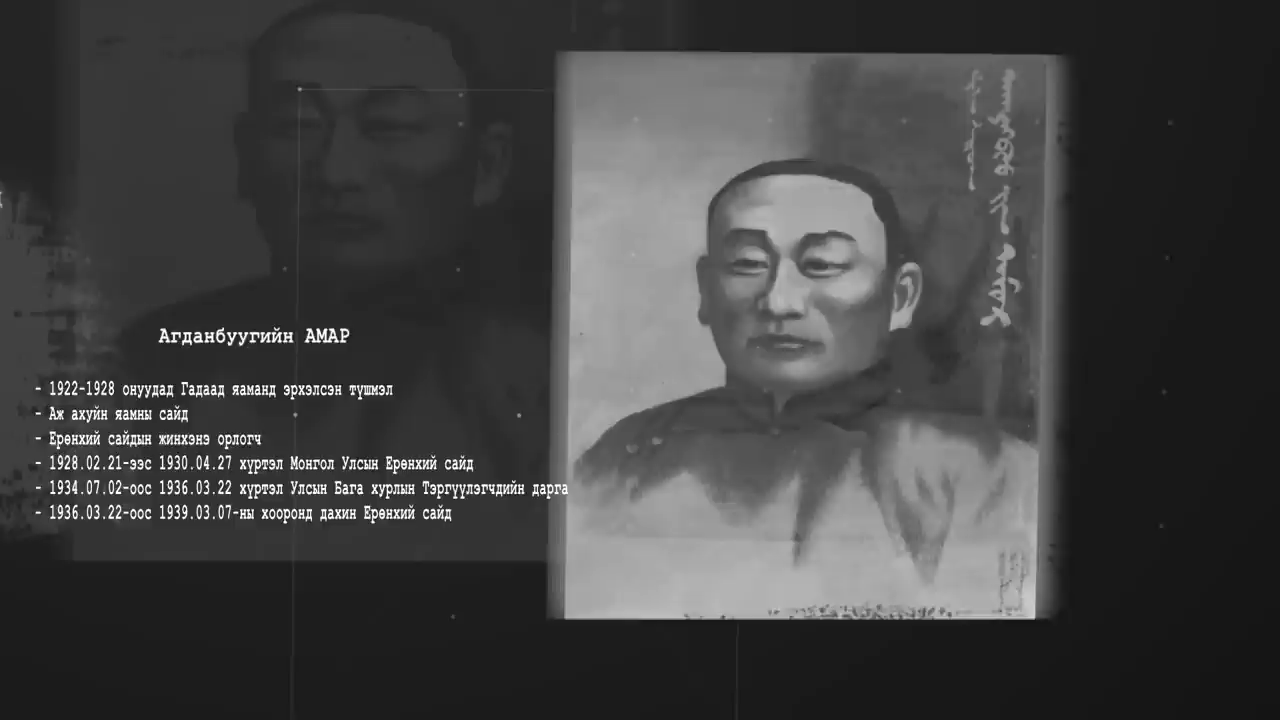 Агданбуугийн АМАР
- 1922-1928 онуудад Гадаад яаманд эрхэлсэн түшмэл
- Аж ахуйн яамны сайд
- Ерөнхий сайдын жинхэнэ орлогч
- 1928.02.21-ээс 1930.04.27 хүртэл Монгол Улсын Ерөнхий сайд
- 1934.07.02-оос 1936.03.22 хүртэл Улсын Бага хурлын Тэргүүлэгчдийн дарга
- 1936.03.22-оос 1939.03.07-ны хооронд дахин Ерөнхий сайд